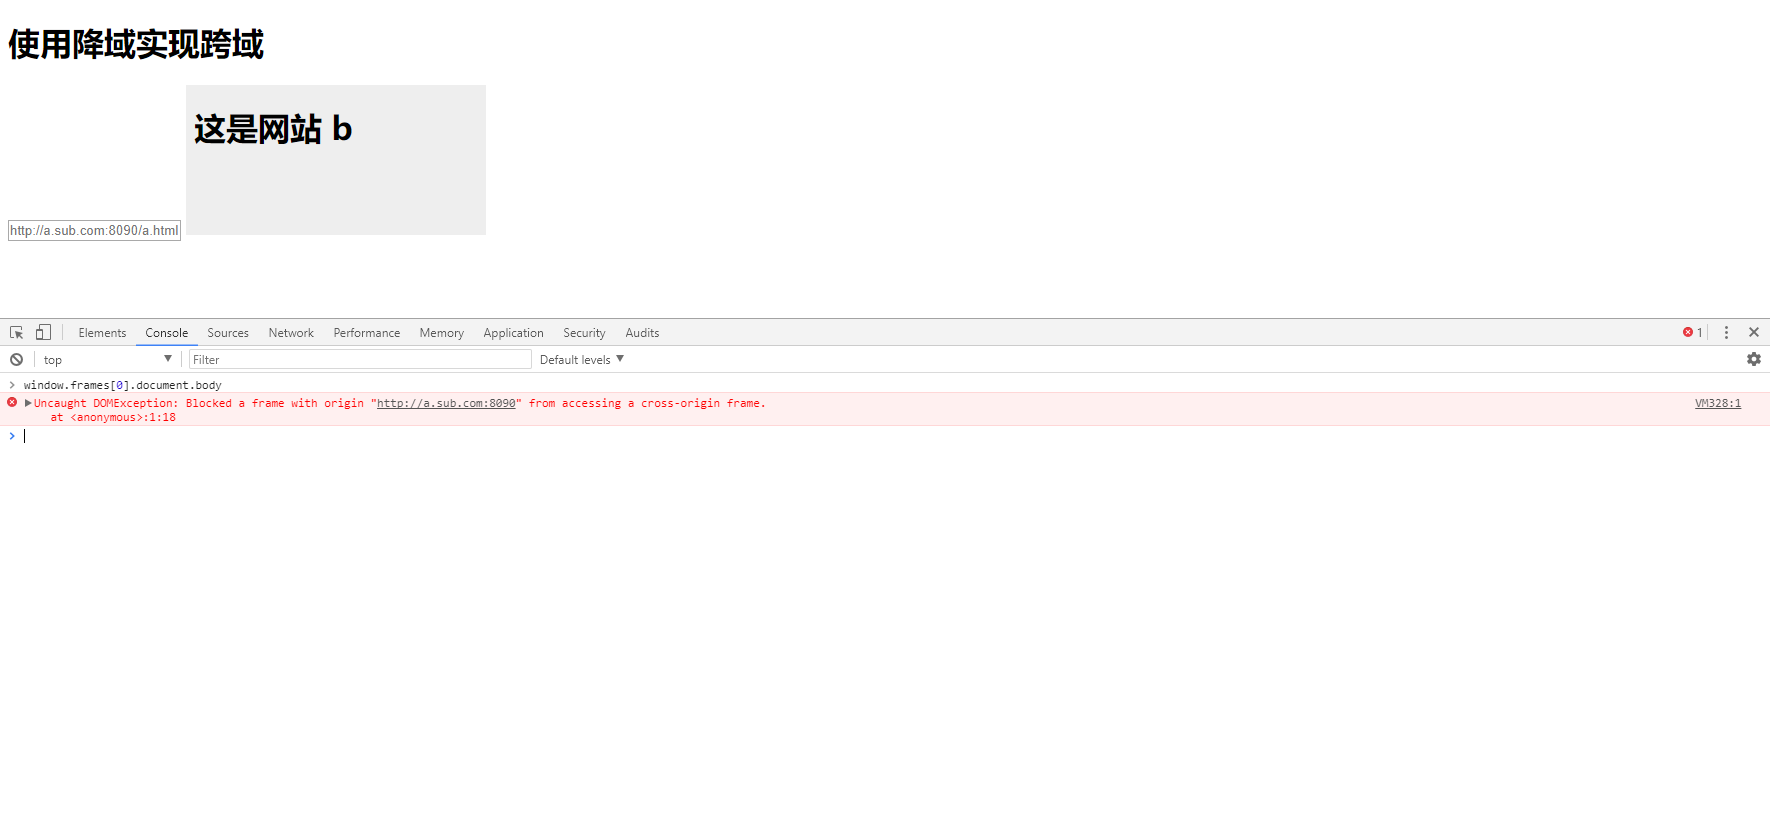 使用降域实现跨域
这是网站 b
http://a.sub.com:8090/a.html
Elements Console Sources Network Performance Memory Application Security Audits 1
top Filter Default levels
window.frames[0].document.body
Uncaught DOMException: Blocked a frame with origin "http://a.sub.com:8090" from accessing a cross-origin frame. VM328:1
at <anonymous>:1:18